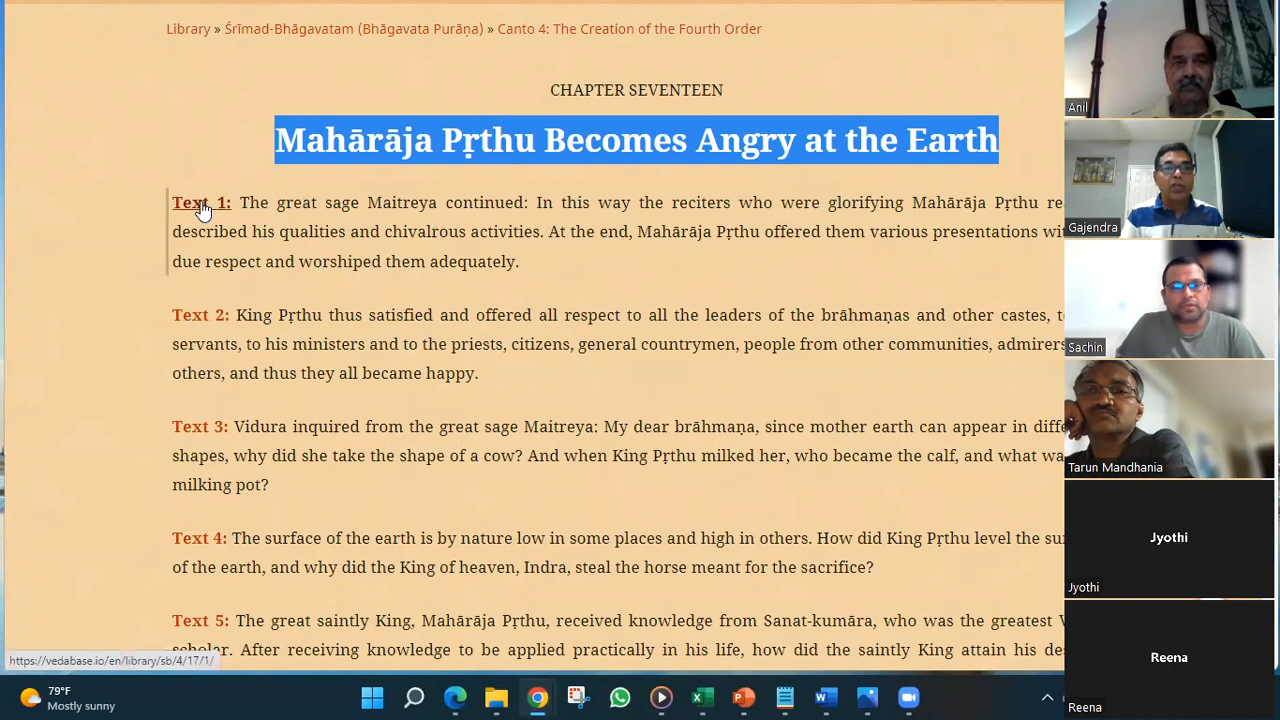 Library » Śrīmad-Bhāgavatam (Bhāgavata Purāṇa) » Canto 4: The Creation of the Fourth Order
CHAPTER SEVENTEEN
Mahārāja Pṛthu Becomes Angry at the Earth
Text 1: The great sage Maitreya continued: In this way the reciters who were glorifying Mahārāja Pṛthu
described his qualities and chivalrous activities. At the end, Mahārāja Pṛthu offered them various presentations
due respect and worshiped them adequately.
Text 2: King Pṛthu thus satisfied and offered all respect to all the leaders of the brāhmaṇas and other castes,
servants, to his ministers and to the priests, citizens, general countrymen, people from other communities, admirers
others, and thus they all became happy.
Text 3: Vidura inquired from the great sage Maitreya: My dear brāhmaṇa, since mother earth can appear in
shapes, why did she take the shape of a cow? And when King Pṛthu milked her, who became the calf, and what
milking pot?
Text 4: The surface of the earth is by nature low in some places and high in others. How did King Pṛthu level the
of the earth, and why did the King of heaven, Indra, steal the horse meant for the sacrifice?
Text 5: The great saintly King, Mahārāja Pṛthu, received knowledge from Sanat-kumāra, who was the greatest
scholar. After receiving knowledge to be applied practically in his life, how did the saintly King attain his
https://vedabase.io/en/library/sb/4/17/1/
79°F
Mostly sunny
Anil
Gajendra
Sachin
Tarun Mandhania
Jyothi
Jyothi
Reena
Reena